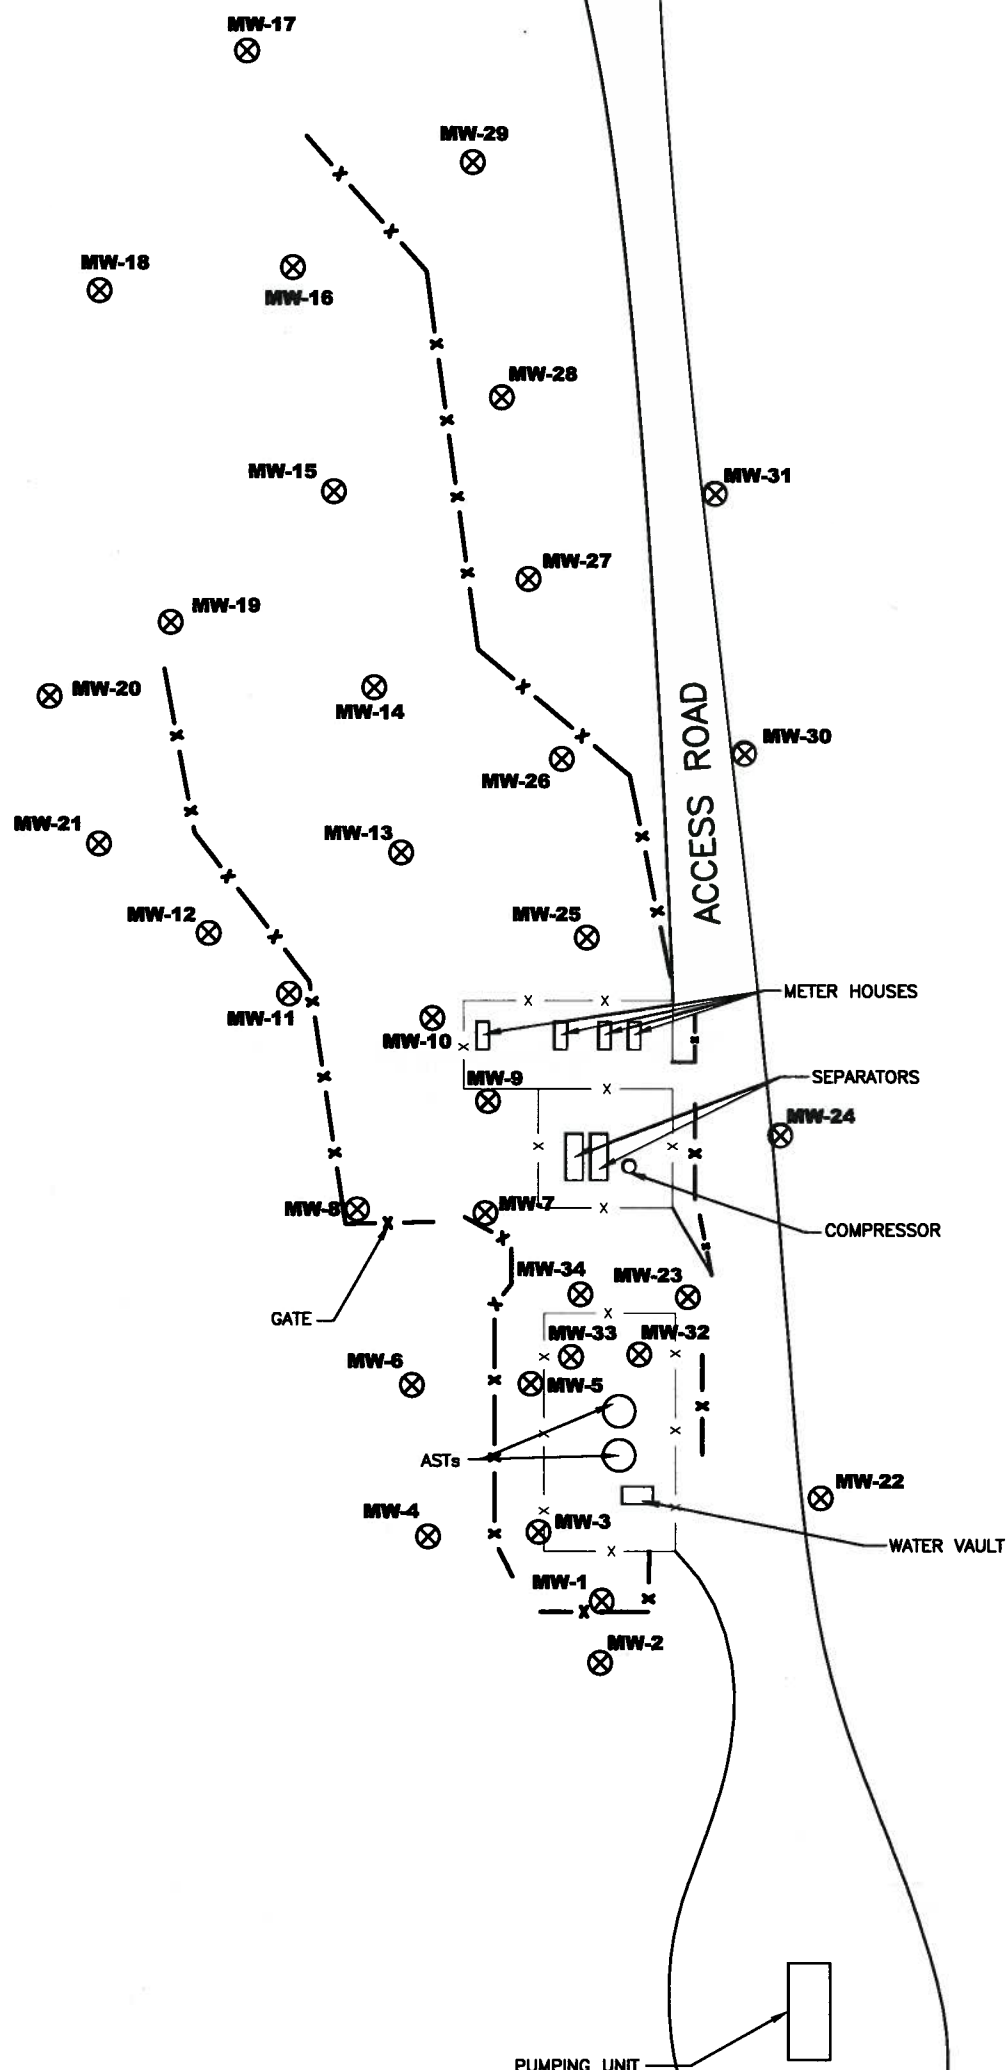 MW-17
MW-29
MW-18
MW-16
MW-28
MW-15
MW-31
MW-27
MW-19
MW-20
MW-14
MW-30
MW-26
ACCESS ROAD
MW-21
MW-13
MW-12
MW-25
METER HOUSES
MW-11
MW-10
SEPARATORS
MW-9
MW-24
MW-8
MW-7
COMPRESSOR
MW-34
MW-23
GATE
MW-33
MW-32
MW-6
MW-5
ASTs
MW-22
MW-4
MW-3
WATER VAULT
MW-1
MW-2
PUMPING UNIT